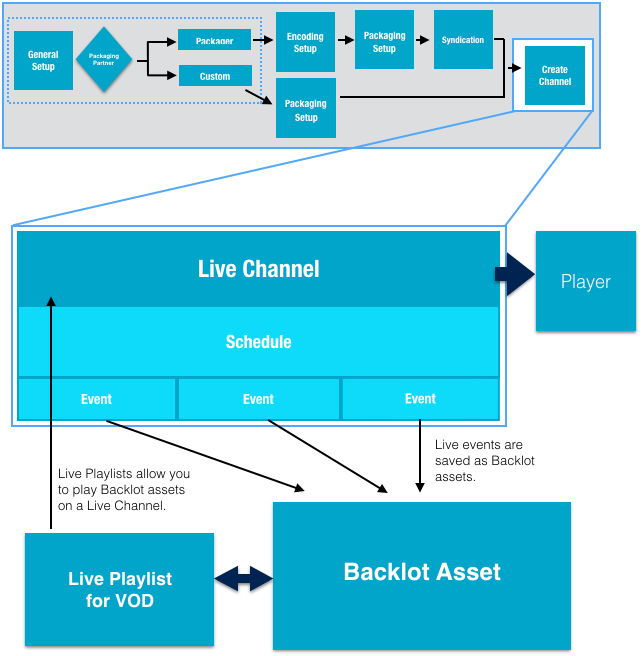 General
Setup
Packaging
Partner
Packager
Custom
Encoding
Setup
Packaging
Setup
Packaging
Setup
Syndication
Create
Channel
Live Channel
Schedule
Event
Event
Event
Player
Live Playlists allow you
to play Backlot assets
on a Live Channel.
Live events are
saved as Backlot
assets.
Live Playlist
for VOD
Backlot Asset